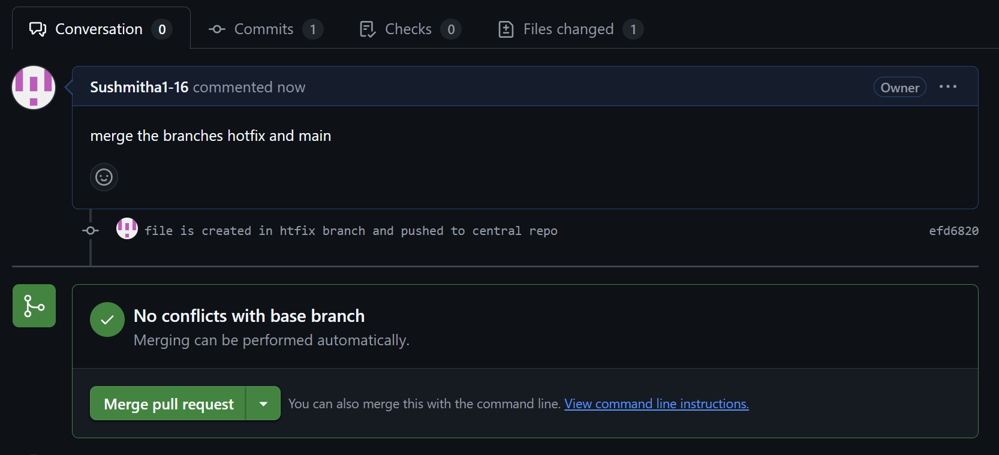 Conversation 0 Commits 1 Checks 0 Files changed 1
Sushmitha1-16 commented now Owner
merge the branches hotfix and main
file is created in htfix branch and pushed to central repo efd6820
No conflicts with base branch
Merging can be performed automatically.
Merge pull request You can also merge this with the command line. View command line instructions.